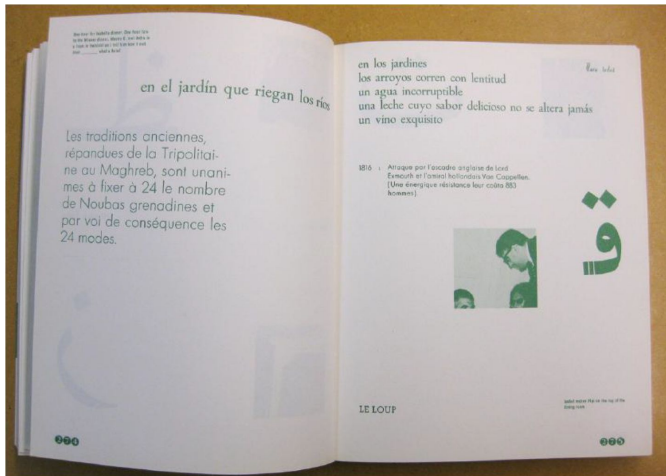 en el jardín que riegan los ríos
Les traditions anciennes,
répandues de la Tripolitai-
ne au Maghreb, sont unani-
mes à fixer à 24 le nombre
de Noubas grenadines et
par voi de conséquence les
24 modes.
274
en los jardines
los arroyos corren con lentitud
un agua incorruptible
una leche cuyo sabor delicioso no se altera jamás
un vino exquisito
1816 : Attaque par l'escadre anglaise de Lord
Exmouth et l'amiral hollandais Van Cappellen.
(Une énergique résistance leur coûta 883
hommes)
ق
LE LOUP
275